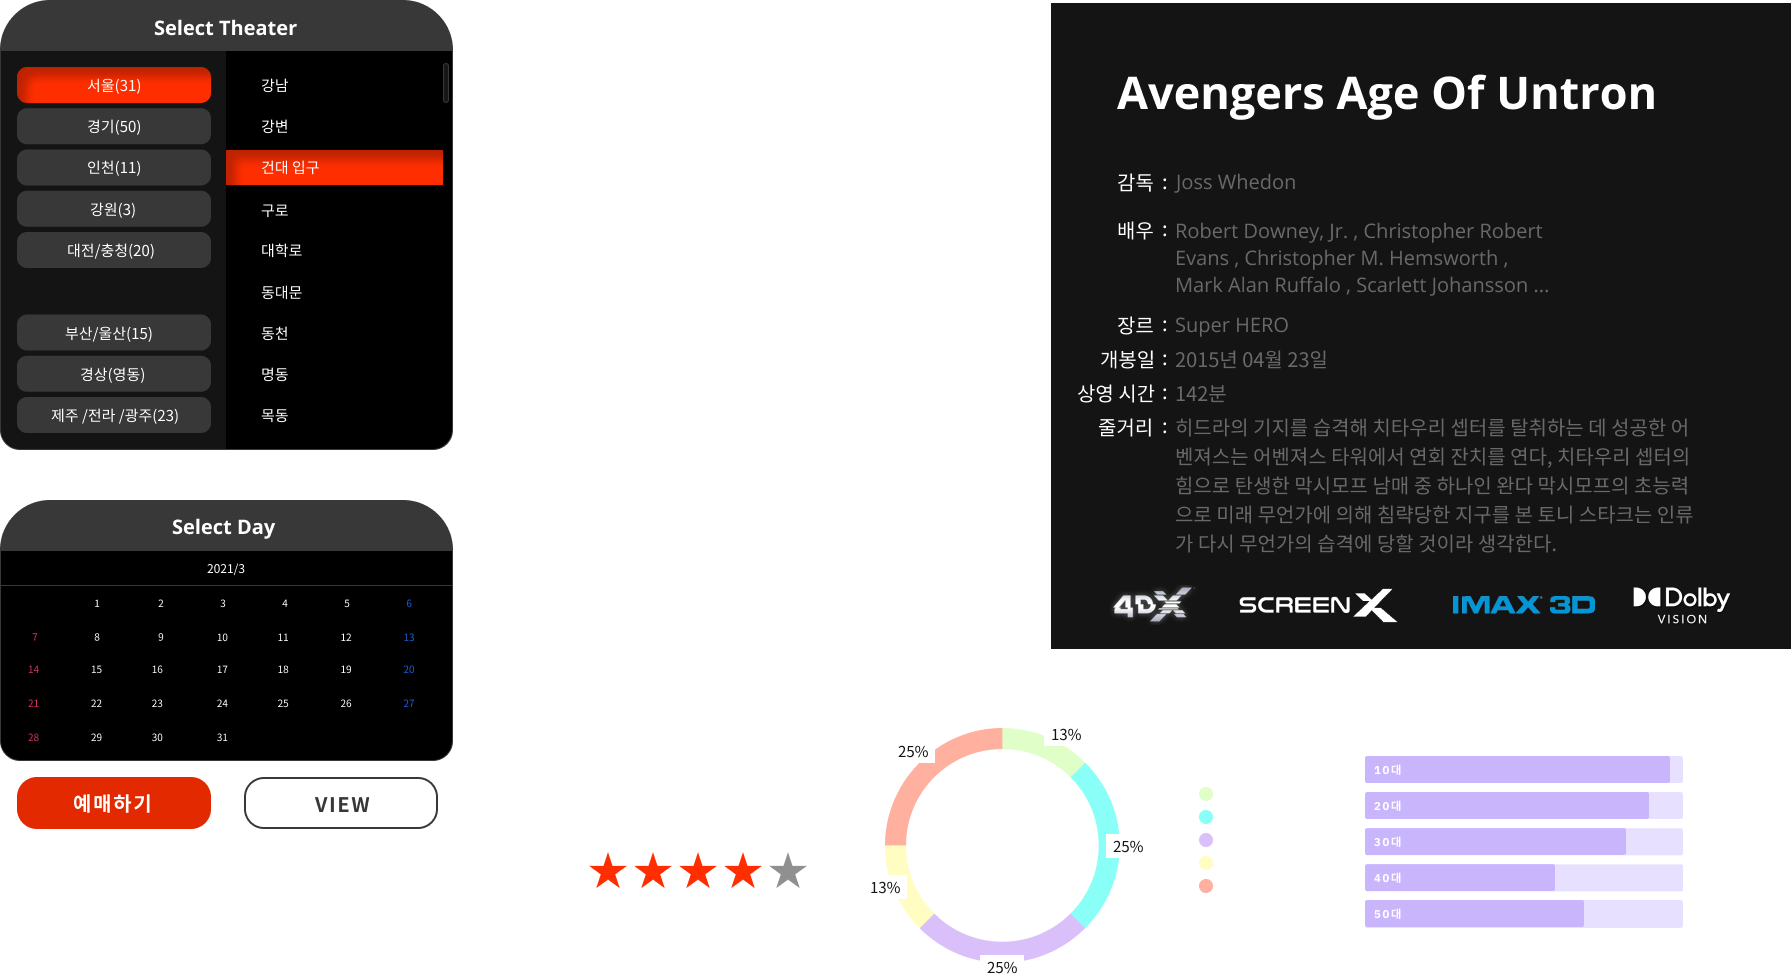 Select Theater
서울(31)
경기(50)
인천(11)
강원(3)
대전/충청(20)
부산/울산(15)
경상(영동)
제주 /전라 /광주(23)
강남
강변
건대 입구
구로
대학로
동대문
동천
명동
목동
Select Day
2021/3
1 2 3 4 5 6
7 8 9 10 11 12 13
14 15 16 17 18 19 20
21 22 23 24 25 26 27
28 29 30 31
예매하기
VIEW
Avengers Age Of Untron
감독 : Joss Whedon
배우 : Robert Downey, Jr. , Christopher Robert
Evans , Christopher M. Hemsworth ,
Mark Alan Ruffalo , Scarlett Johansson ...
장르 : Super HERO
개봉일 : 2015년 04월 23일
상영 시간 : 142분
줄거리 : 히드라의 기지를 습격해 치타우리 셉터를 탈취하는 데 성공한 어
벤져스는 어벤져스 타워에서 연회 잔치를 연다, 치타우리 셉터의
힘으로 탄생한 막시모프 남매 중 하나인 완다 막시모프의 초능력
으로 미래 무언가에 의해 침략당한 지구를 본 토니 스타크는 인류
가 다시 무언가의 습격에 당할 것이라 생각한다.
4DX
SCREEN X
IMAX 3D
Dolby
VISION
13%
25%
25%
13%
25%
10대
20대
30대
40대
50대